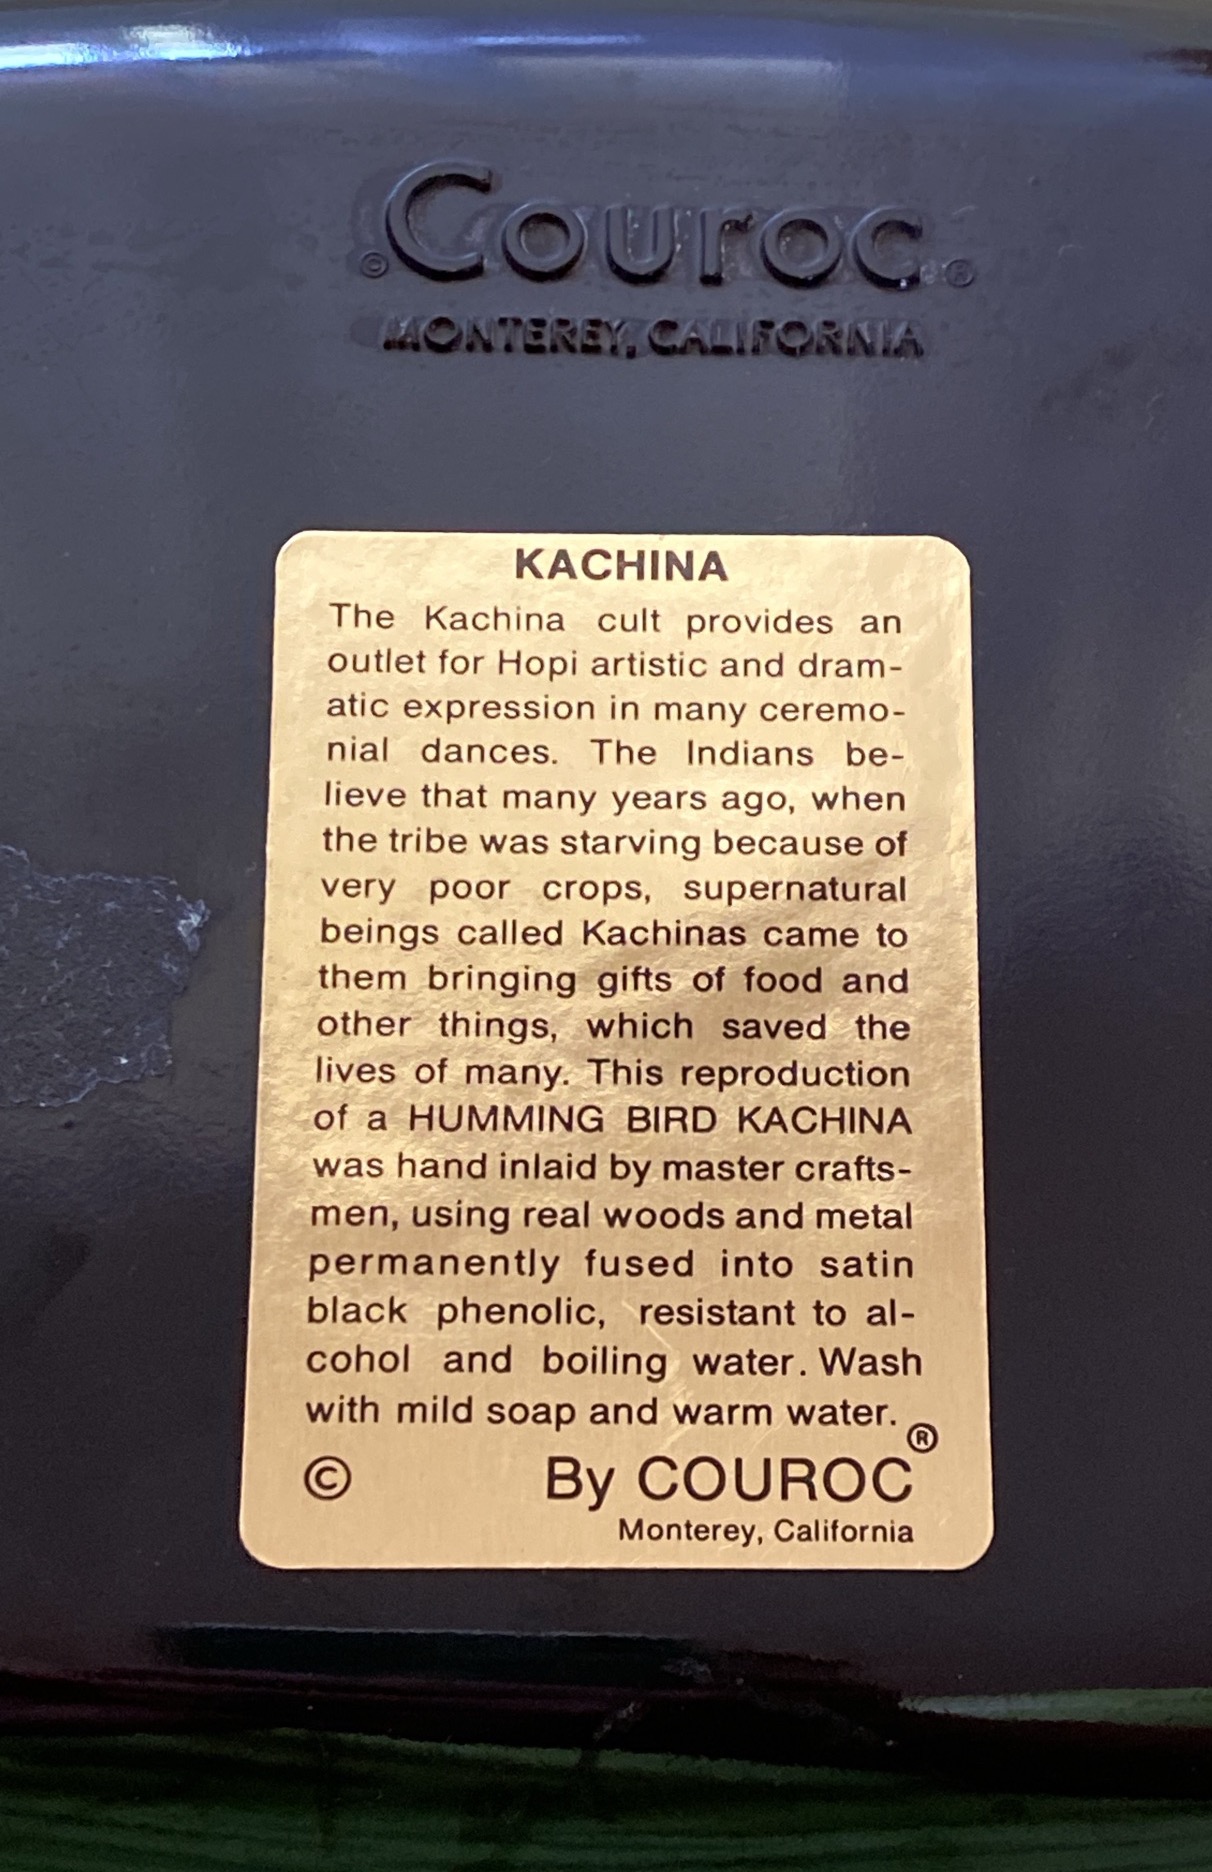 © Couroc ®
MONTEREY, CALIFORNIA
KACHINA
The Kachina cult provides an
outlet for Hopi artistic and dram-
atic expression in many ceremo-
nial dances. The Indians be-
lieve that many years ago, when
the tribe was starving because of
very poor crops, supernatural
beings called Kachinas came to
them bringing gifts of food and
other things, which saved the
lives of many. This reproduction
of a HUMMING BIRD KACHINA
was hand inlaid by master crafts-
men, using real woods and metal
permanently fused into satin
black phenolic, resistant to al-
cohol and boiling water. Wash
with mild soap and warm water.
© By COUROC®
Monterey, California